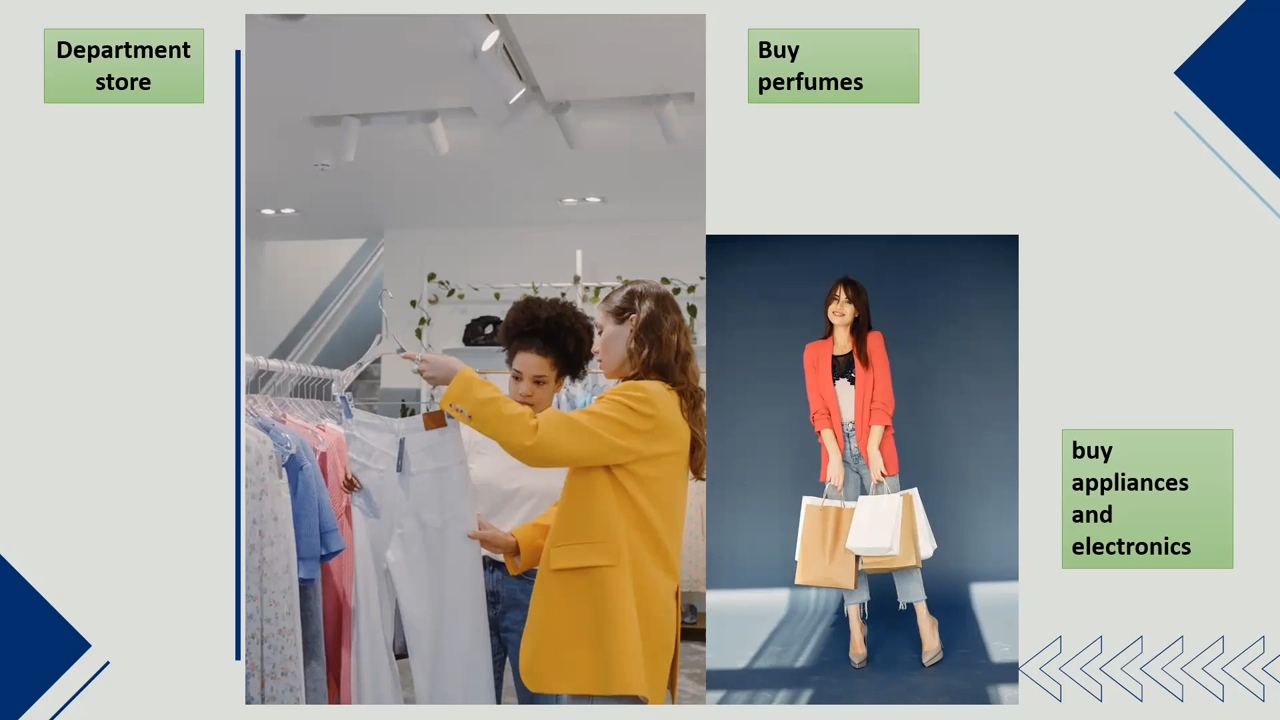 Department
store
Buy
perfumes
buy
appliances
and
electronics